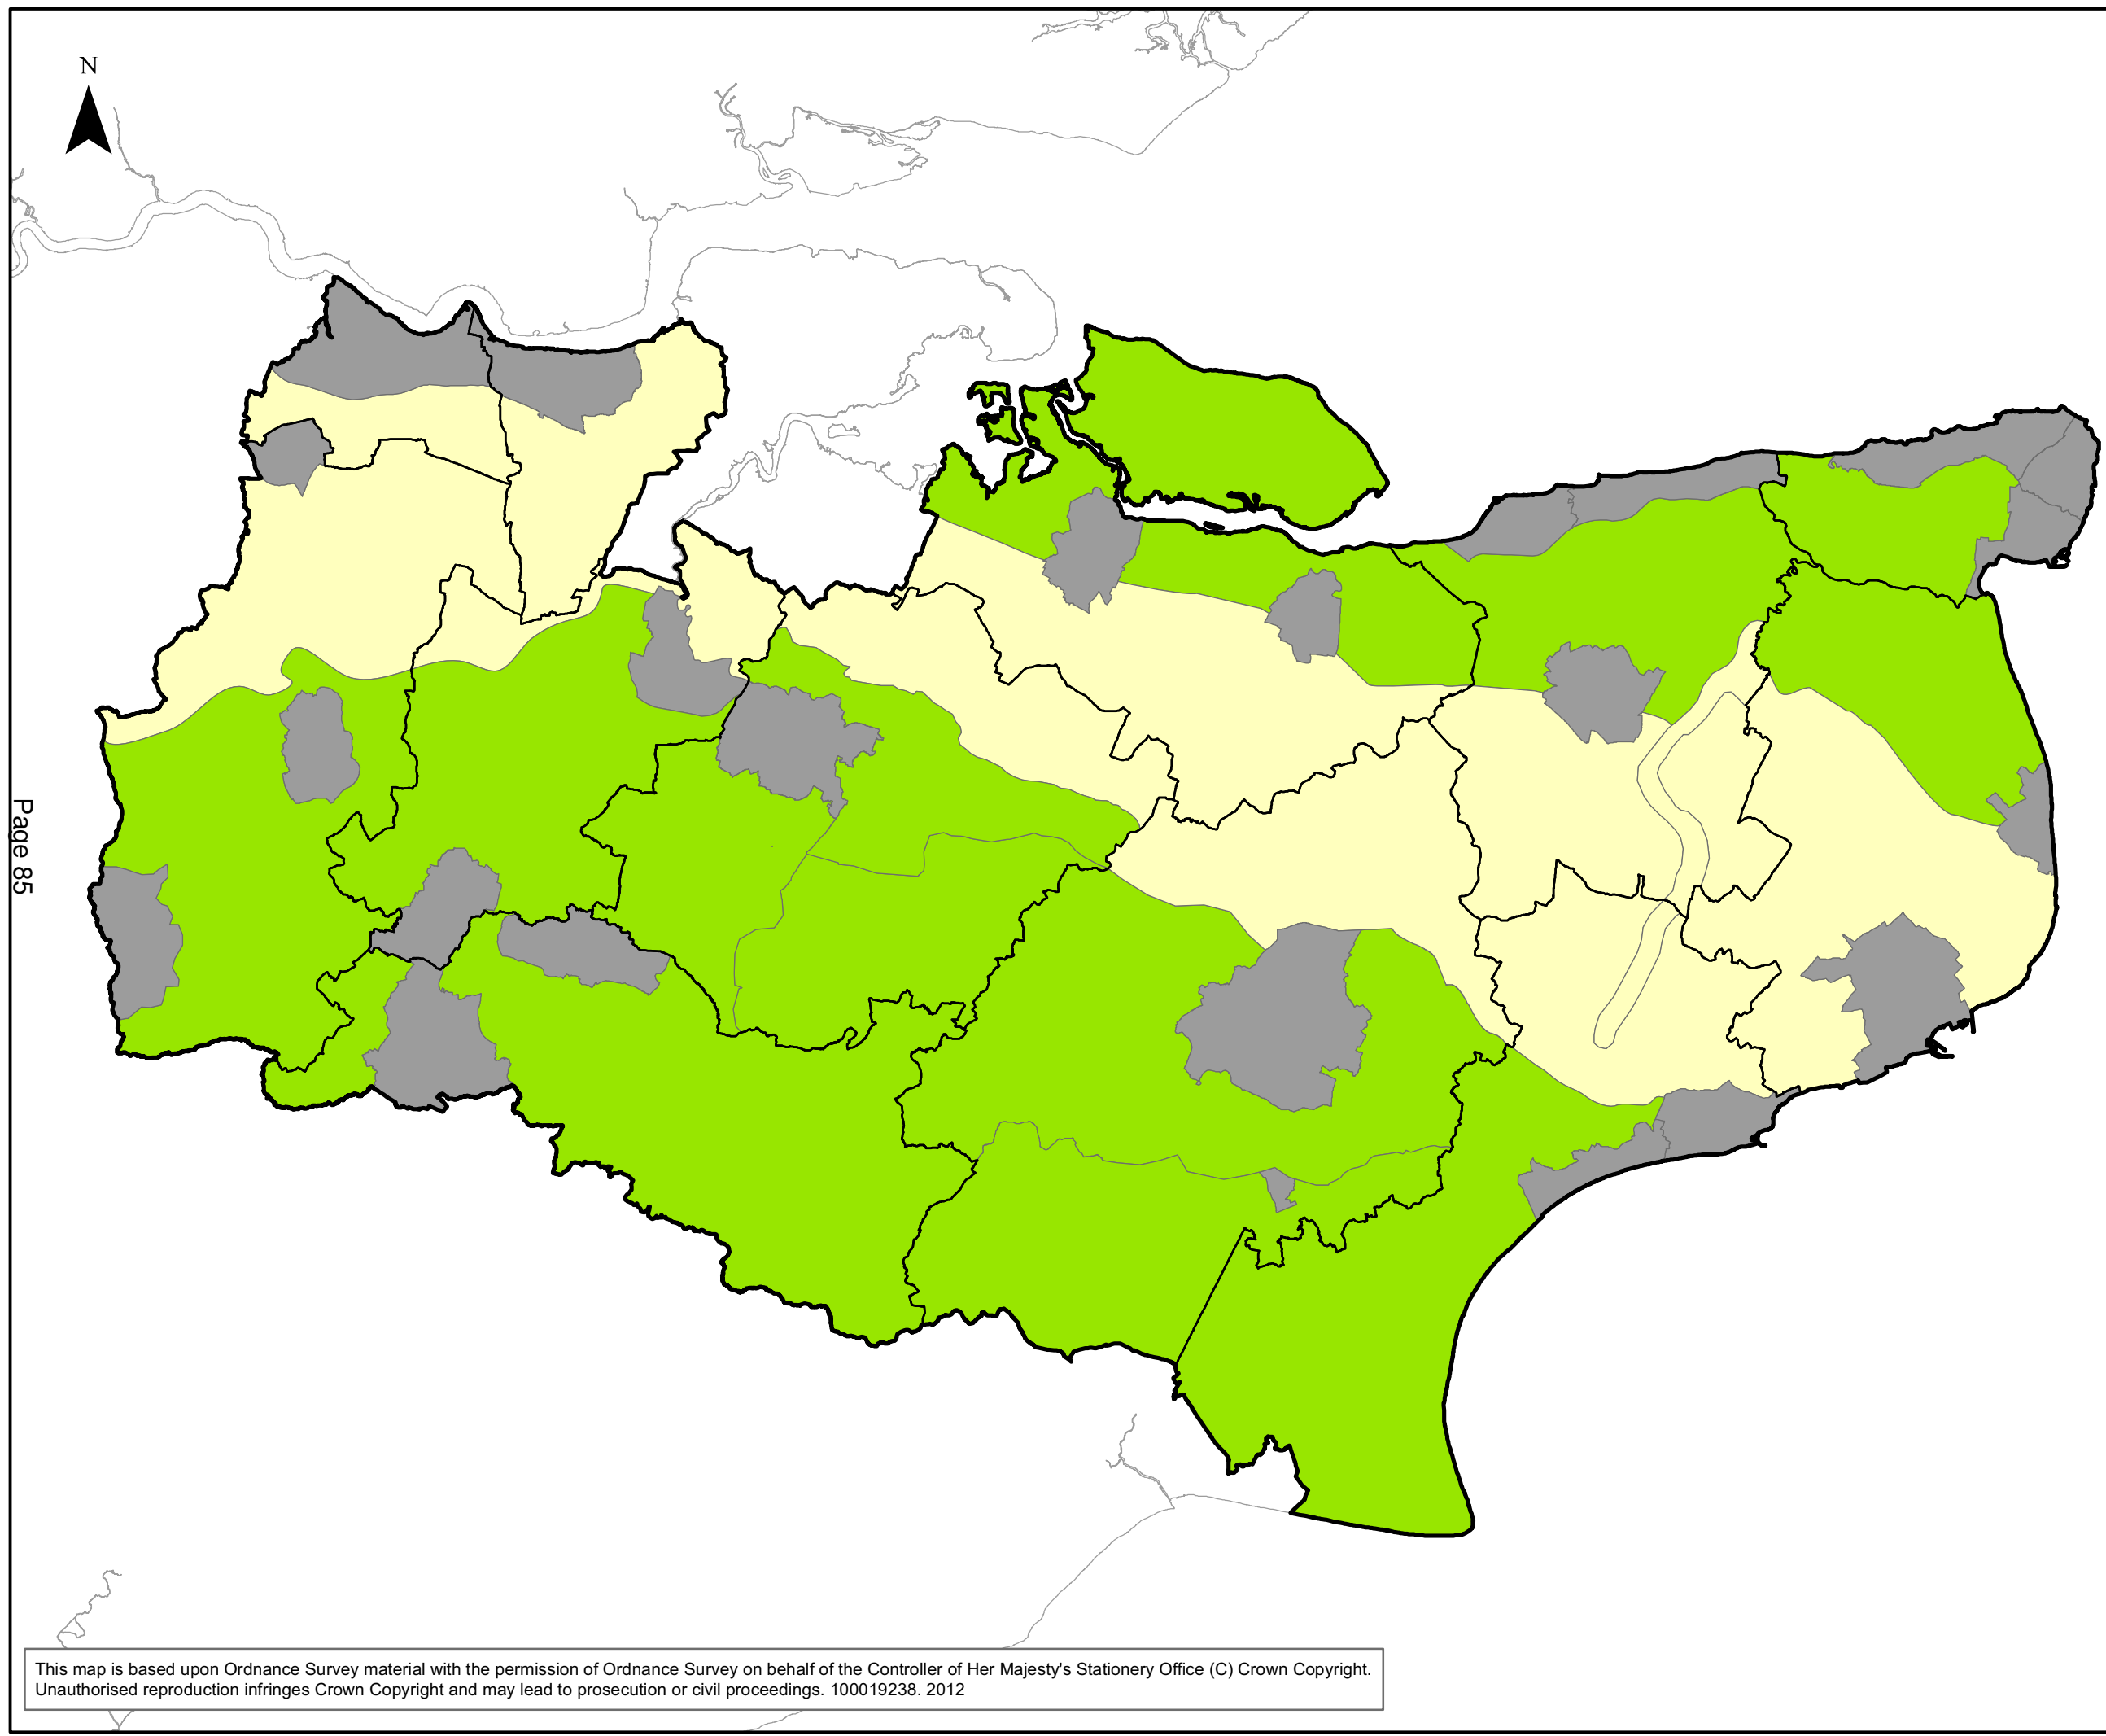 N
Page 85
This map is based upon Ordnance Survey material with the permission of Ordnance Survey on behalf of the Controller of Her Majesty's Stationery Office (C) Crown Copyright.
Unauthorised reproduction infringes Crown Copyright and may lead to prosecution or civil proceedings. 100019238. 2012